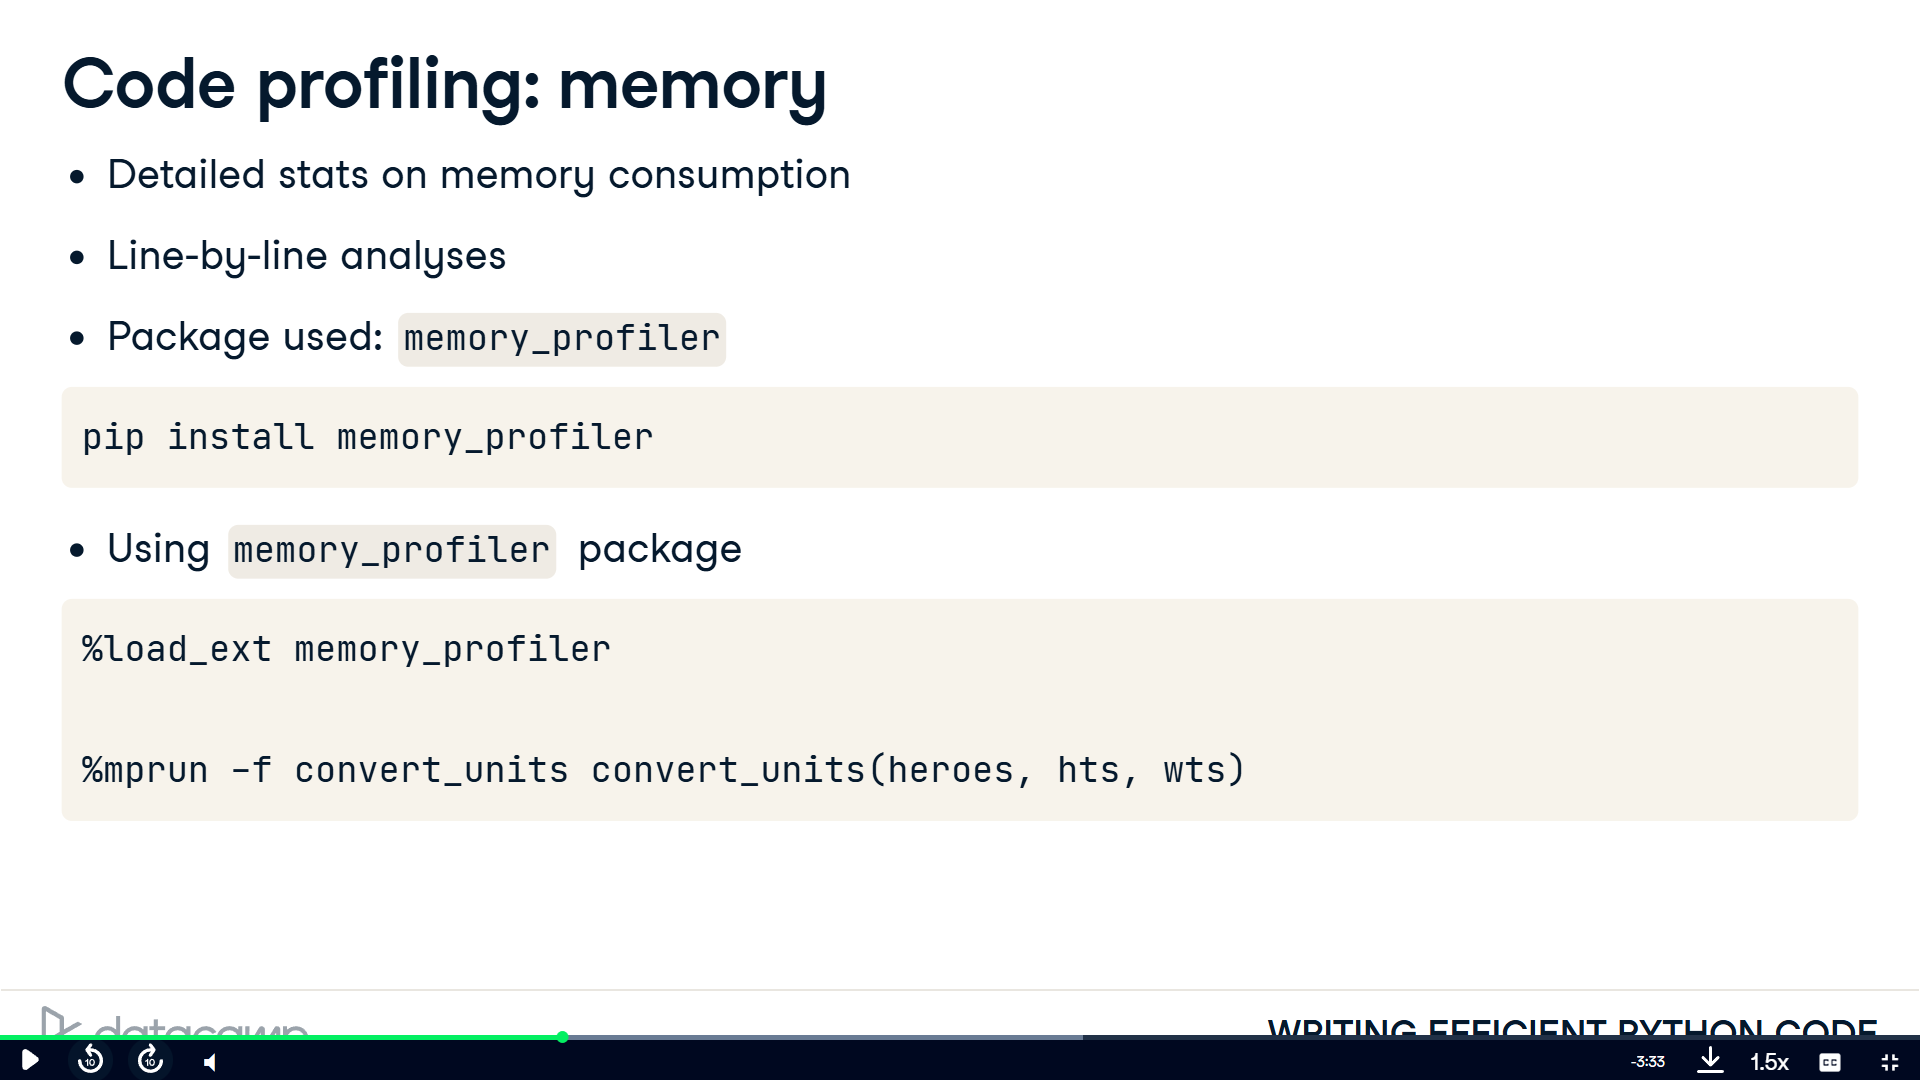 Code profiling: memory
• Detailed stats on memory consumption
• Line-by-line analyses
• Package used: memory_profiler
pip install memory_profiler
• Using memory_profiler package
%load_ext memory_profiler
%mprun -f convert_units convert_units(heroes, hts, wts)
datacamp
WRITING EFFICIENT PYTHON CODE
10
10
-3:33
1.5x
CC